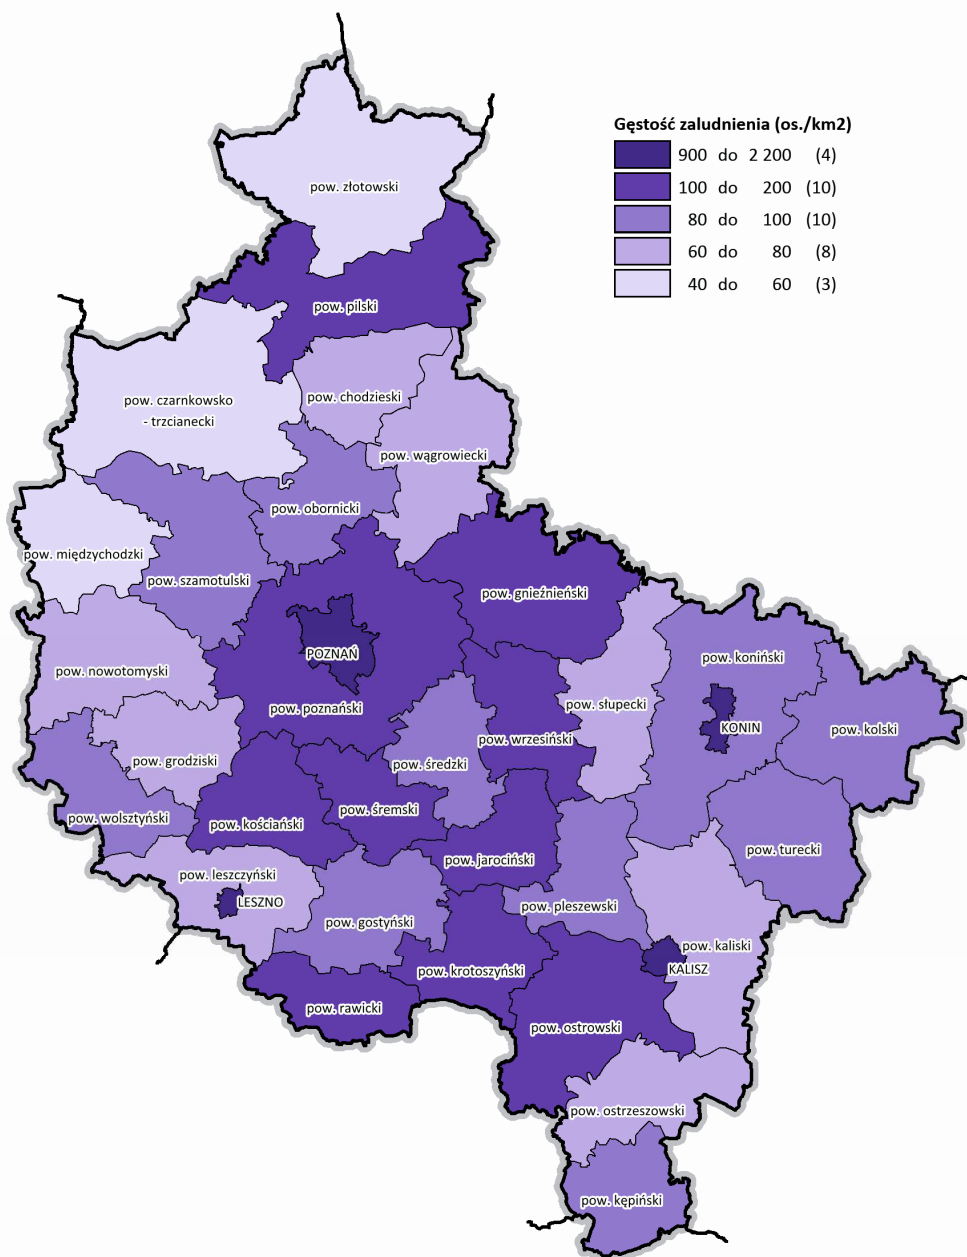 Gęstość zaludnienia (os./km2)
900 do 2 200 (4)
100 do 200 (10)
80 do 100 (10)
60 do 80 (8)
40 do 60 (3)
pow. złotowski
pow. pilski
pow. czarnkowsko
- trzcianecki
pow. chodzieski
pow. wągrowiecki
pow. obornicki
pow. międzychodzki
pow. szamotulski
pow. gnieźnieński
POZNAŃ
pow. koniński
pow. nowotomyski
pow. poznański
pow. słupecki
KONIN
pow. kolski
pow. wrzesiński
pow. grodziski
pow. średzki
pow. śremski
pow. wolsztyński
pow. kościański
pow. turecki
pow. jarociński
pow. leszczyński
LESZNO
pow. pleszewski
pow. gostyński
pow. kaliski
KALISZ
pow. krotoszyński
pow. rawicki
pow. ostrowski
pow. ostrzeszowski
pow. kępiński